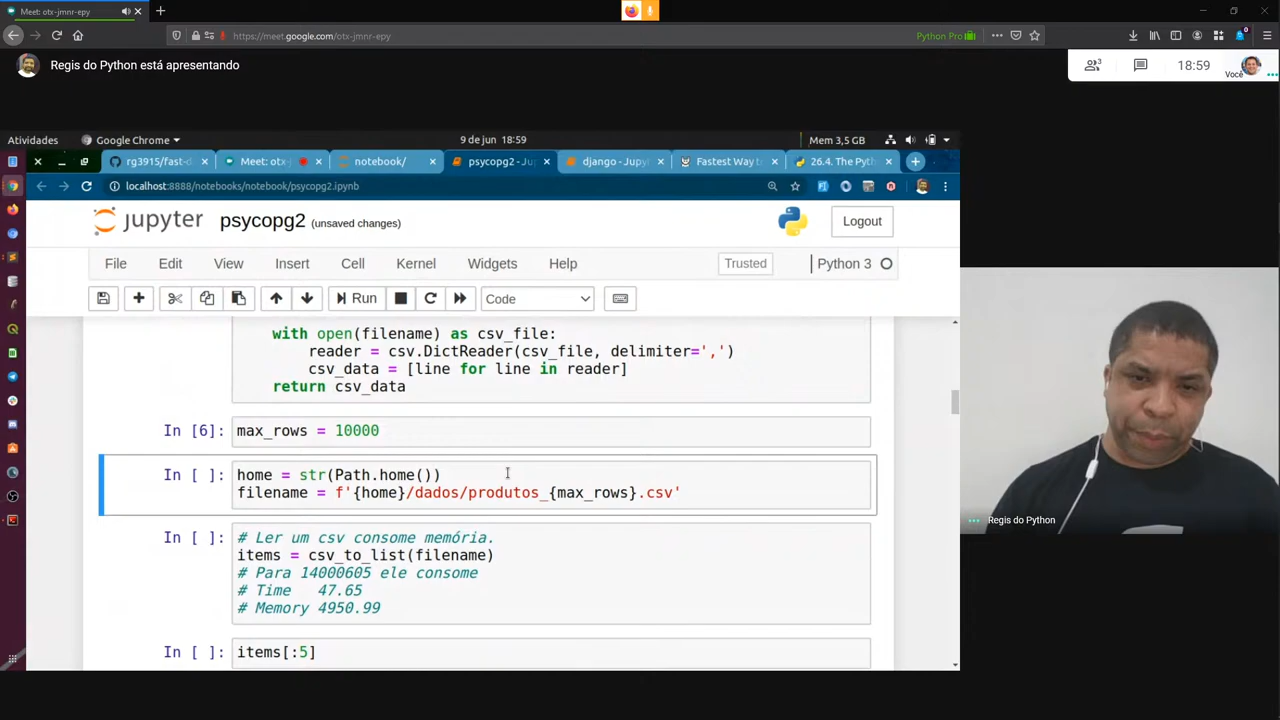 Meet: otx-jmnr-epy
https://meet.google.com/otx-jmnr-epy
Python Pro
Regis do Python está apresentando
3
18:59
Você
Atividades
Google Chrome
9 de jun 18:59
Mem 3,5 GB
rg3915/fast-d
Meet: otx-j
notebook/
psycopg2 - Jup
django - Jupyt
Fastest Way t
26.4. The Pyth
localhost:8888/notebooks/notebook/psycopg2.ipynb
jupyter
psycopg2 (unsaved changes)
Logout
File
Edit
View
Insert
Cell
Kernel
Widgets
Help
Trusted
Python 3
Run
Code
with open(filename) as csv_file:
reader = csv.DictReader(csv_file, delimiter=',')
csv_data = [line for line in reader]
return csv_data
In [6]: max_rows = 10000
In [ ]: home = str(Path.home())
filename = f'{home}/dados/produtos_{max_rows}.csv'
In [ ]: # Ler um csv consome memória.
items = csv_to_list(filename)
# Para 14000605 ele consome
# Time 47.65
# Memory 4950.99
In [ ]: items[:5]
Regis do Python